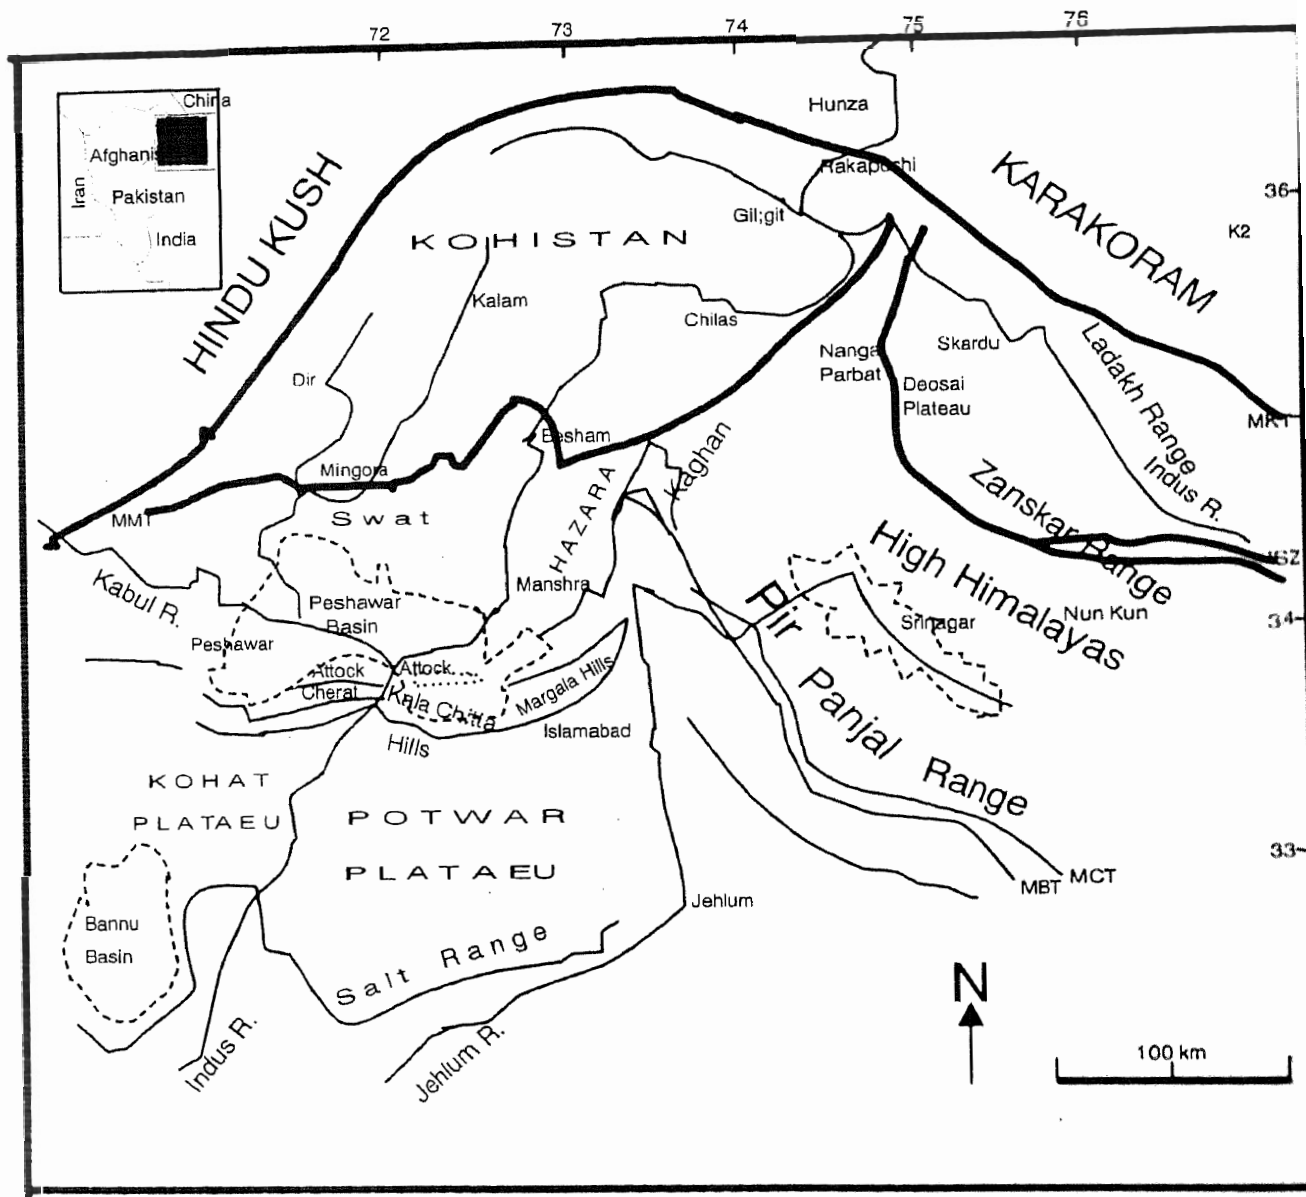 72
73
74
75
76
China
Afghanis
Iran
Pakistan
India
HINDU KUSH
KOHISTAN
Hunza
Rakaposhi
Gil;git
KARAKORAM
36
K2
Kalam
Chilas
Dir
Nanga
Parbat
Skardu
Deosai
Plateau
Ladakh Range
Indus R.
MKT
Besham
Mingora
Kaghan
HAZARA
MMT
Swat
Zanskar Range
High Himalayas
ISZ
Kabul R.
Manshra
Peshawar
Basin
Nun Kun
34
Srinagar
Peshawar
Attock
Cherat
Attock
Kala Chitta
Hills
Margala Hills
Islamabad
Pir
Panjal
Range
KOHAT
PLATAEU
POTWAR
PLATAEU
33
MBT
MCT
Jehlum
Bannu
Basin
Salt Range
Indus R.
Jehlum R.
N
100 km